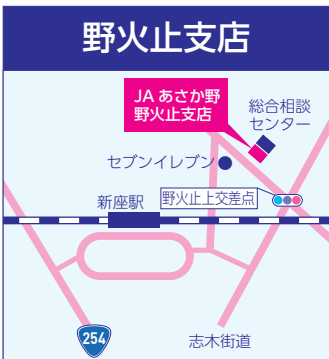 野火止支店
JA あさか野
野火止支店
総合相談
センター
セブンイレブン
新座駅
野火止上交差点
254
志木街道